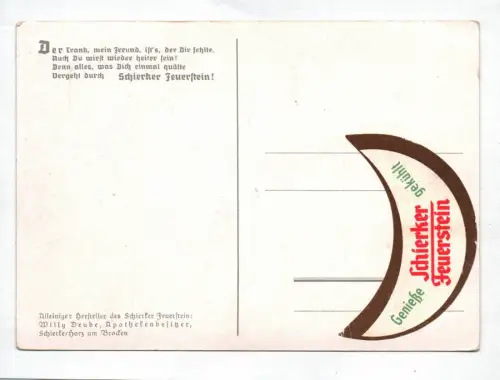 Der Trank, mein Freund, ist's, der Dir fehlte.
Auch Du wirst wieder heiter sein!
Denn alles, was Dich einmal quälte
Vergeht durch Schierker Feuerstein!
Genieße Schierker Feuerstein gekühlt
Alleiniger Hersteller des Schierker Feuerstein:
Willy Drube, Apothekenbesitzer,
Schierke/Harz am Brocken